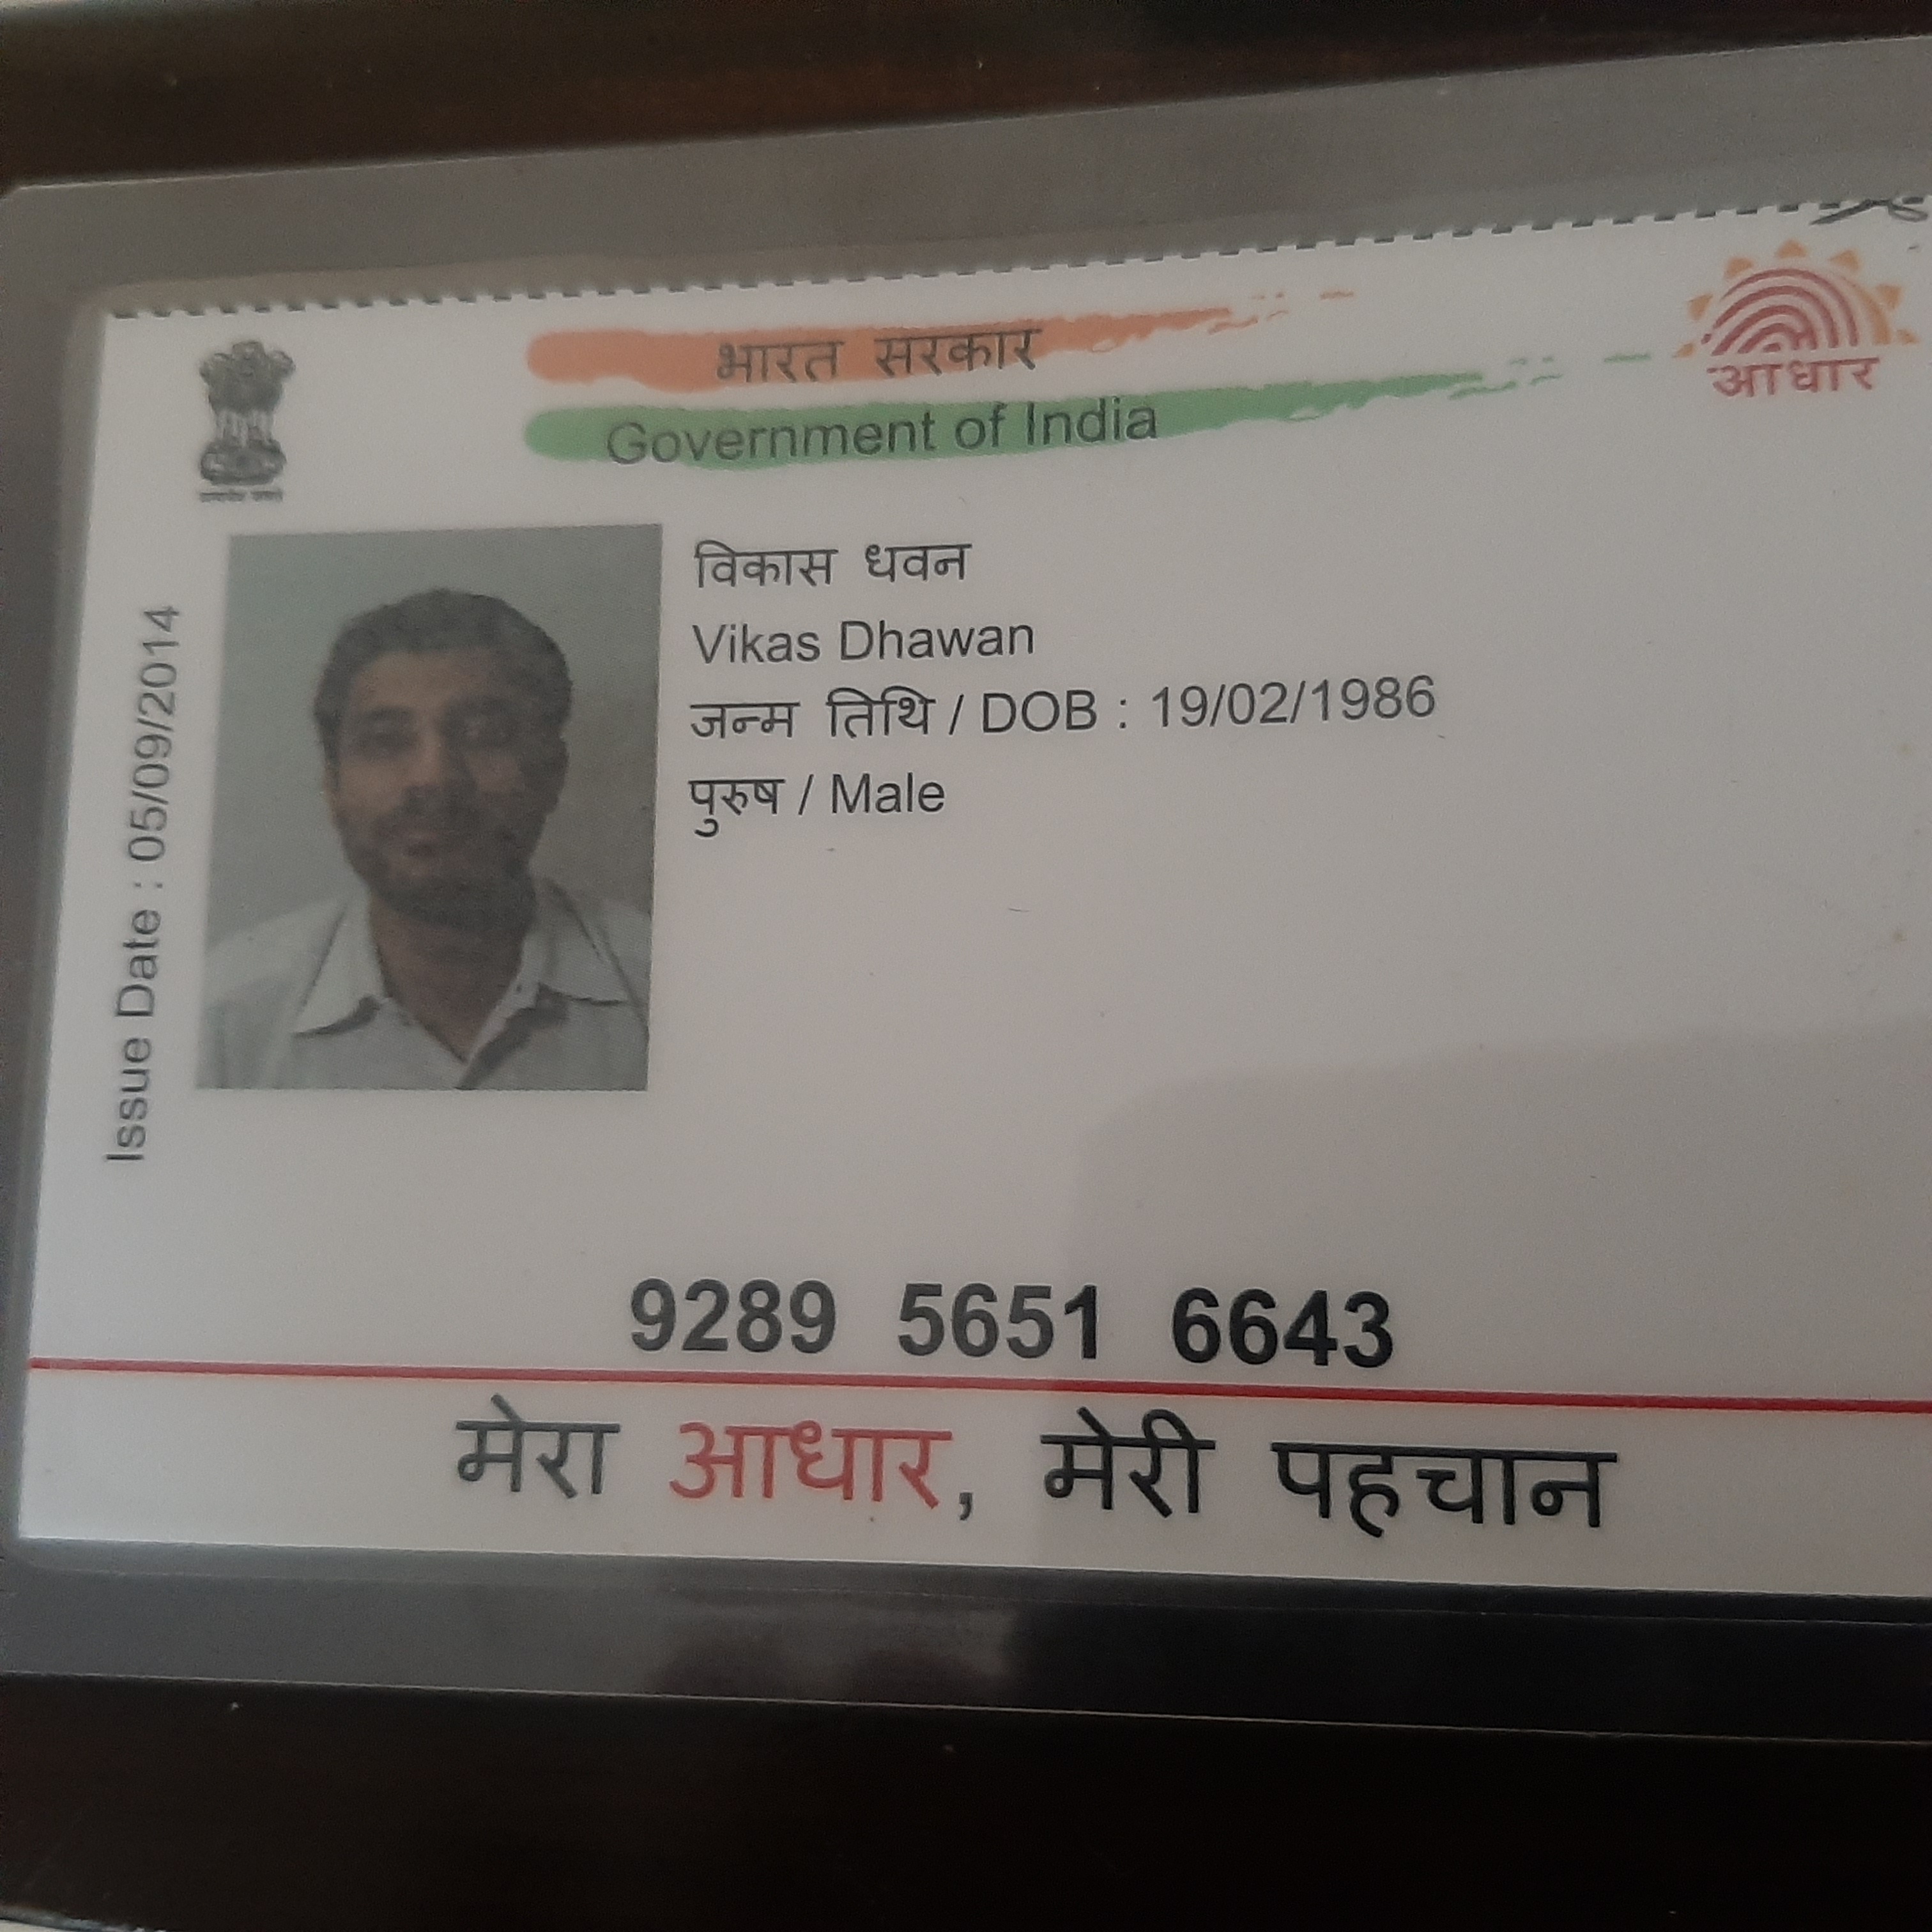 भारत सरकार
Government of India
आधार
विकास धवन
Vikas Dhawan
जन्म तिथि / DOB : 19/02/1986
पुरुष / Male
Issue Date : 05/09/2014
9289 5651 6643
मेरा आधार, मेरी पहचान